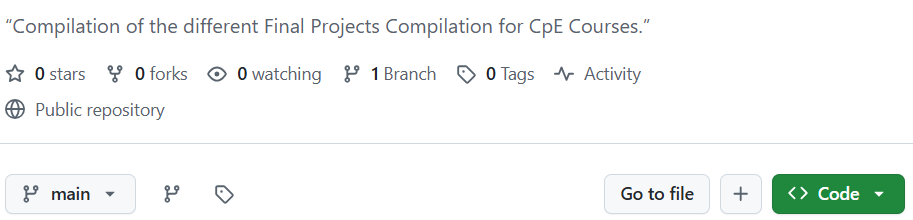 “Compilation of the different Final Projects Compilation for CpE Courses.”
0 stars 0 forks 0 watching 1 Branch 0 Tags Activity
Public repository
main Go to file Code